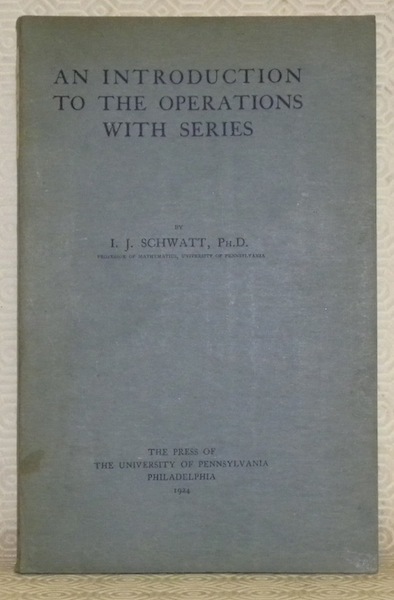 AN INTRODUCTION
TO THE OPERATIONS
WITH SERIES
BY
I. J. SCHWATT, PH.D.
PROFESSOR OF MATHEMATICS, UNIVERSITY OF PENNSYLVANIA
THE PRESS OF
THE UNIVERSITY OF PENNSYLVANIA
PHILADELPHIA
1924